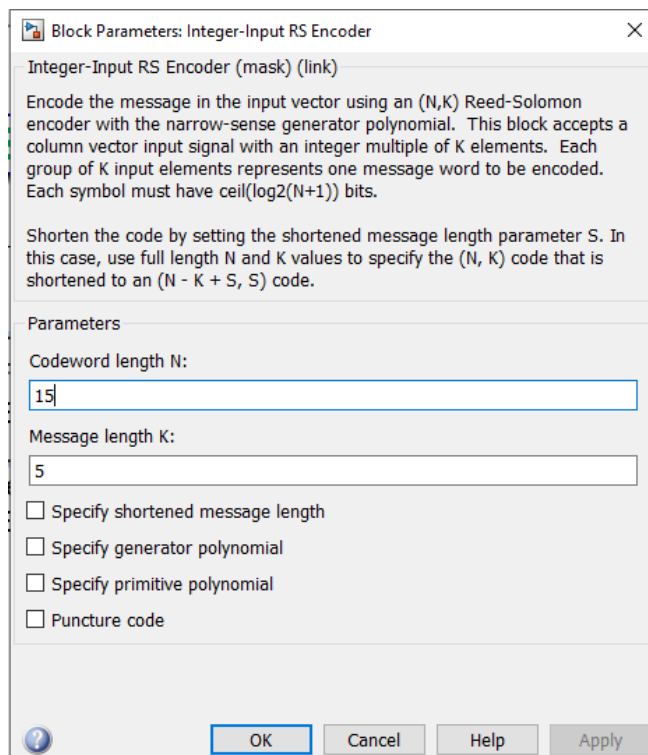 Block Parameters: Integer-Input RS Encoder
Integer-Input RS Encoder (mask) (link)
Encode the message in the input vector using an (N,K) Reed-Solomon
encoder with the narrow-sense generator polynomial.  This block accepts a
column vector input signal with an integer multiple of K elements.  Each
group of K input elements represents one message word to be encoded.
Each symbol must have ceil(log2(N+1)) bits.
Shorten the code by setting the shortened message length parameter S. In
this case, use full length N and K values to specify the (N, K) code that is
shortened to an (N - K + S, S) code.
Parameters
Codeword length N:
15
Message length K:
5
Specify shortened message length
Specify generator polynomial
Specify primitive polynomial
Puncture code
?
OK
Cancel
Help
Apply